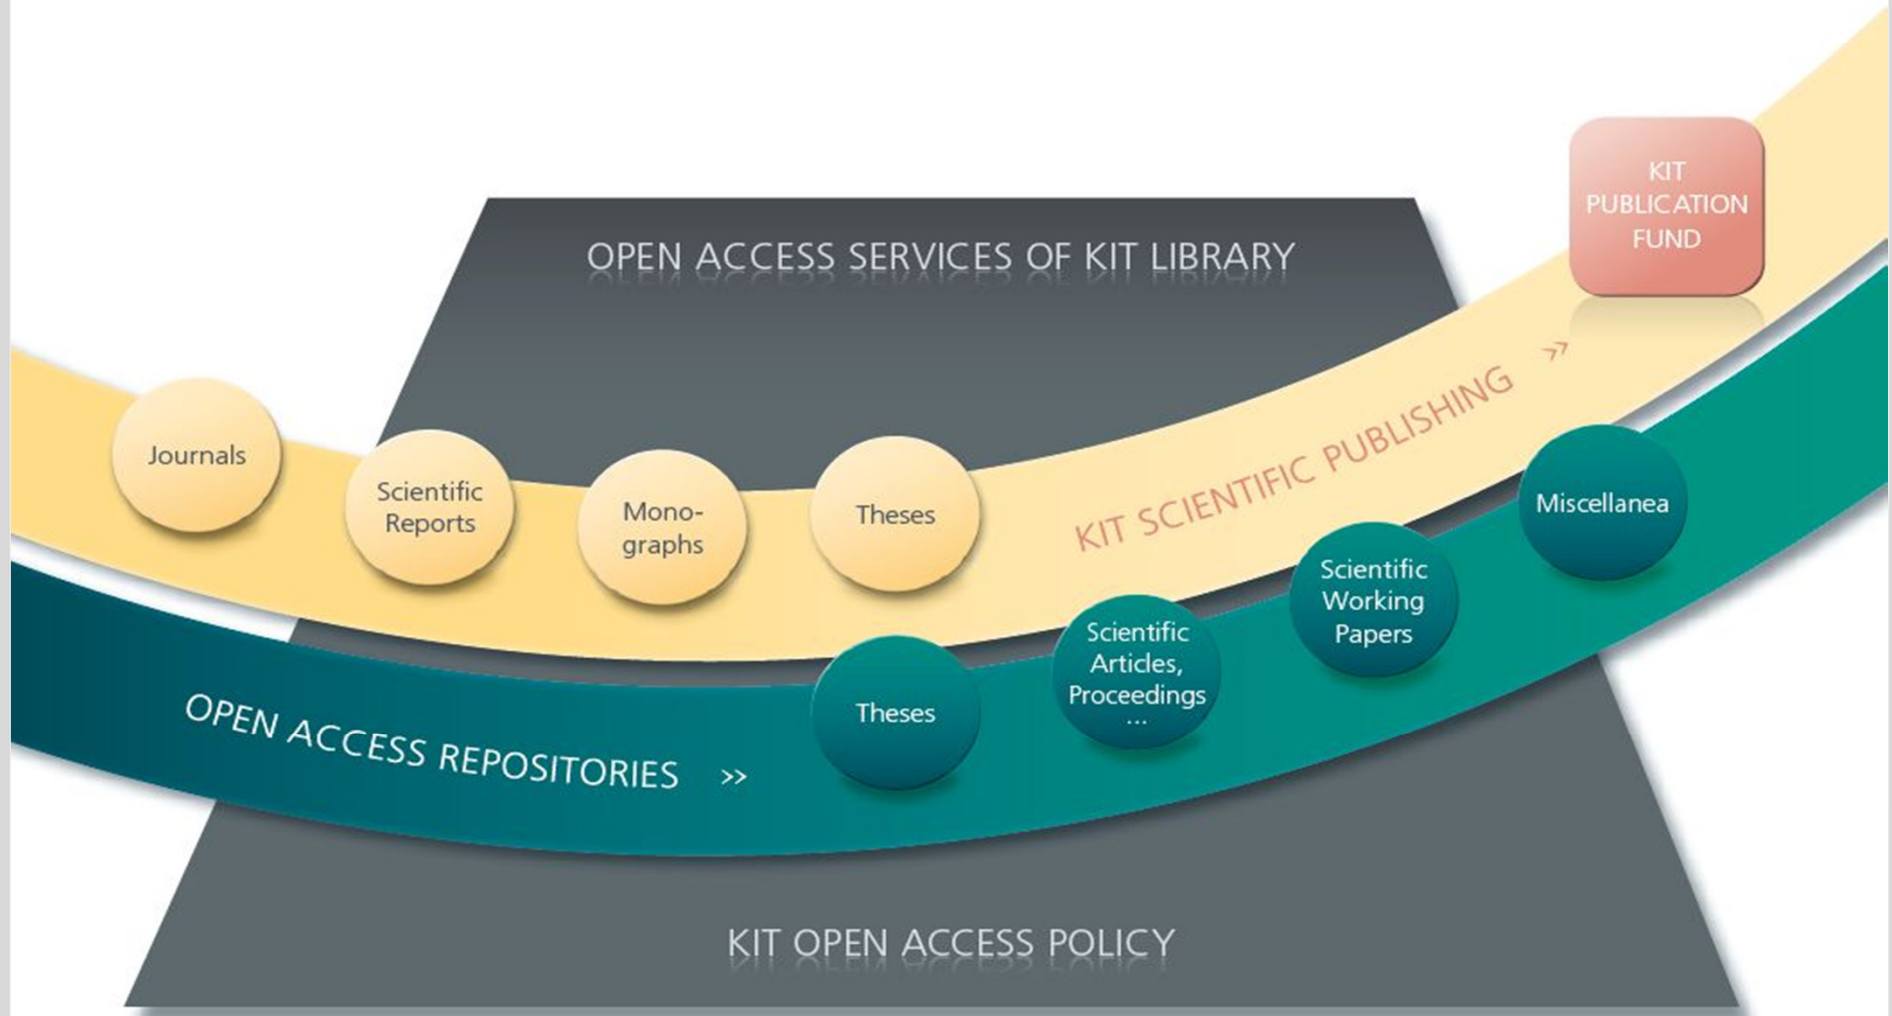 OPEN ACCESS SERVICES OF KIT LIBRARY
KIT
PUBLICATION
FUND
Journals
Scientific
Reports
Mono-
graphs
Theses
KIT SCIENTIFIC PUBLISHING »
OPEN ACCESS REPOSITORIES »
Theses
Scientific
Articles,
Proceedings
...
Scientific
Working
Papers
Miscellanea
KIT OPEN ACCESS POLICY